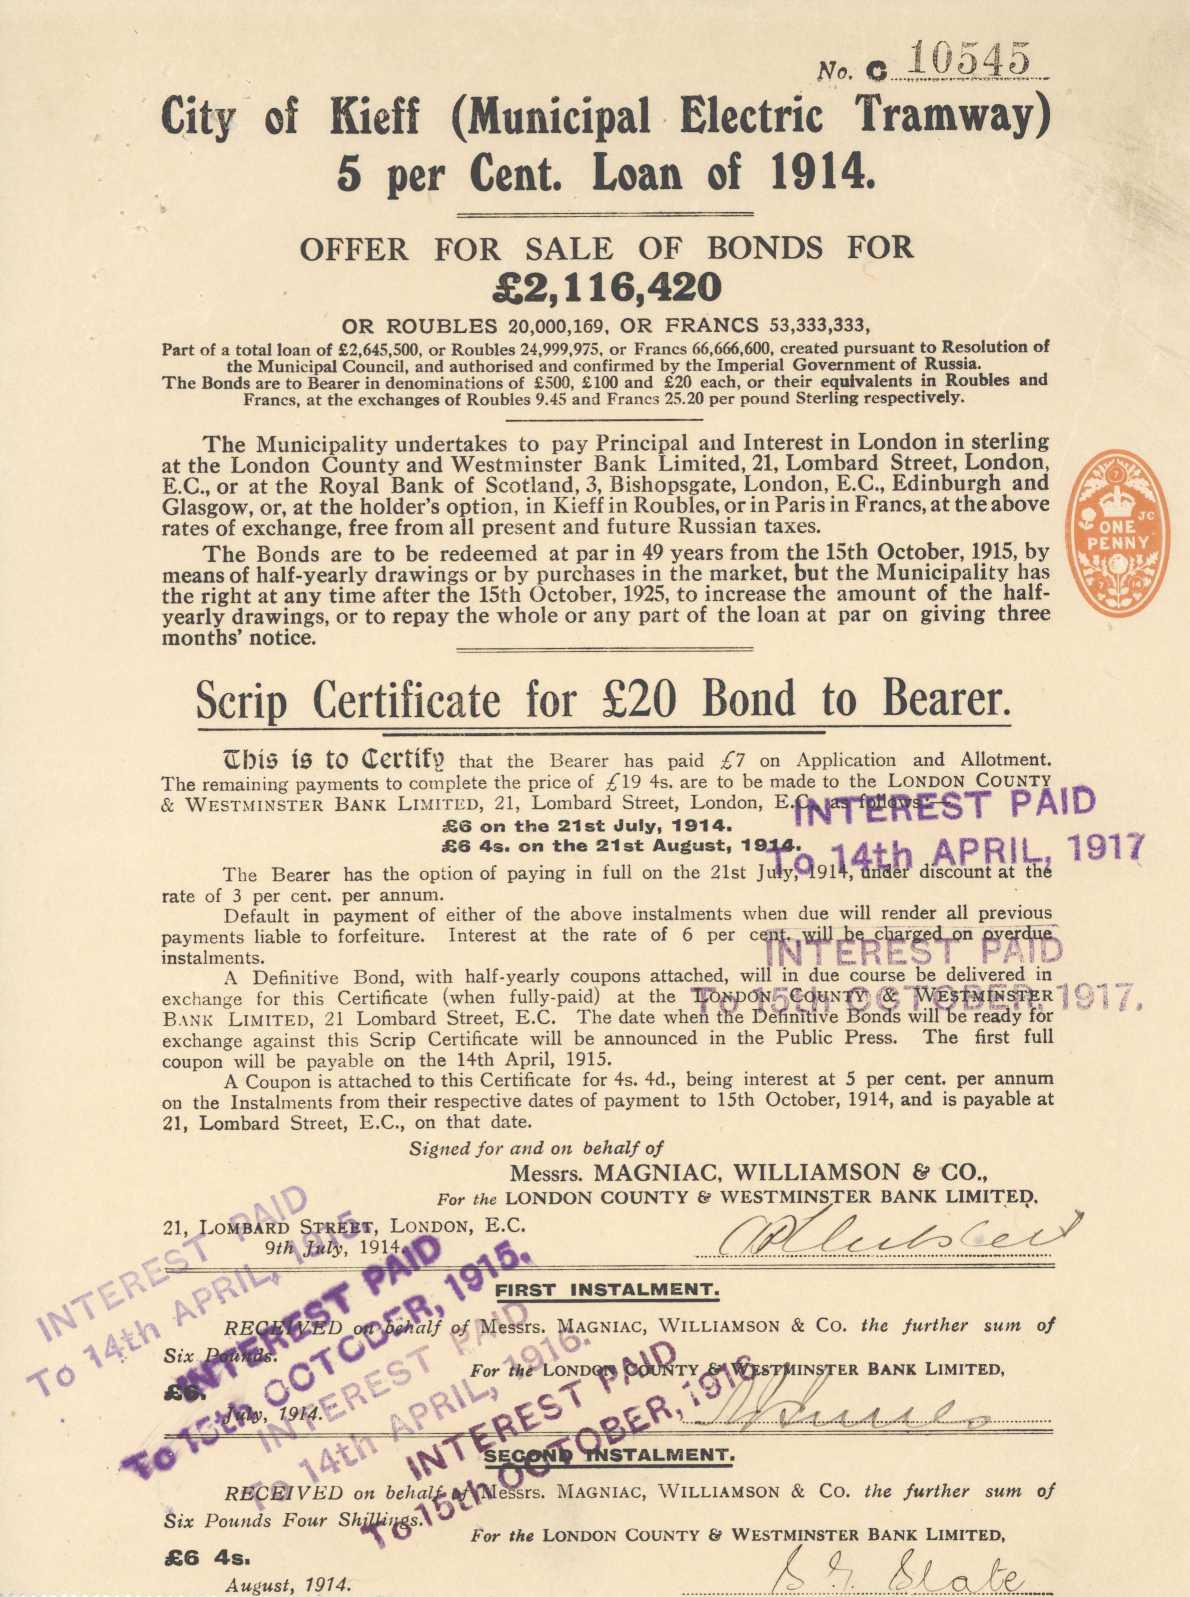 No. C 10545
City of Kieff (Municipal Electric Tramway)
5 per Cent. Loan of 1914.
OFFER FOR SALE OF BONDS FOR
£2,116,420
OR ROUBLES 20,000,169, OR FRANCS 53,333,333,
Part of a total loan of £2,645,500, or Roubles 24,999,975, or Francs 66,666,600, created pursuant to Resolution of
the Municipal Council, and authorised and confirmed by the Imperial Government of Russia.
The Bonds are to Bearer in denominations of £500, £100 and £20 each, or their equivalents in Roubles and
Francs, at the exchanges of Roubles 9.45 and Francs 25.20 per pound Sterling respectively.
The Municipality undertakes to pay Principal and Interest in London in sterling
at the London County and Westminster Bank Limited, 21, Lombard Street, London,
E.C., or at the Royal Bank of Scotland, 3, Bishopsgate, London, E.C., Edinburgh and
Glasgow, or, at the holder's option, in Kieff in Roubles, or in Paris in Francs, at the above
rates of exchange, free from all present and future Russian taxes.
JC
ONE
PENNY
The Bonds are to be redeemed at par in 49 years from the 15th October, 1915, by
means of half-yearly drawings or by purchases in the market, but the Municipality has
the right at any time after the 15th October, 1925, to increase the amount of the half-
yearly drawings, or to repay the whole or any part of the loan at par on giving three
months' notice.
Scrip Certificate for £20 Bond to Bearer.
This is to Certify that the Bearer has paid £7 on Application and Allotment.
The remaining payments to complete the price of £19 4s. are to be made to the LONDON COUNTY
& WESTMINSTER BANK LIMITED, 21, Lombard Street, London, E.C., as follows:—
£6 on the 21st July, 1914.
£6 4s. on the 21st August, 1914.
INTEREST PAID
To 14th APRIL, 1917
The Bearer has the option of paying in full on the 21st July, 1914, under discount at the
rate of 3 per cent. per annum.
Default in payment of either of the above instalments when due will render all previous
payments liable to forfeiture. Interest at the rate of 6 per cent. will be charged on overdue
instalments.
INTEREST PAID
To 15th OCTOBER, 1917.
A Definitive Bond, with half-yearly coupons attached, will in due course be delivered in
exchange for this Certificate (when fully-paid) at the LONDON COUNTY & WESTMINSTER
BANK LIMITED, 21 Lombard Street, E.C. The date when the Definitive Bonds will be ready for
exchange against this Scrip Certificate will be announced in the Public Press. The first full
coupon will be payable on the 14th April, 1915.
A Coupon is attached to this Certificate for 4s. 4d., being interest at 5 per cent. per annum
on the Instalments from their respective dates of payment to 15th October, 1914, and is payable at
21, Lombard Street, E.C., on that date.
Signed for and on behalf of
Messrs. MAGNIAC, WILLIAMSON & CO.,
For the LONDON COUNTY & WESTMINSTER BANK LIMITED.
21, LOMBARD STREET, LONDON, E.C.
9th July, 1914.
INTEREST PAID
To 14th APRIL, 1915.
INTEREST PAID
To 15th OCTOBER, 1915.
INTEREST PAID
To 14th APRIL, 1916.
INTEREST PAID
To 15th OCTOBER, 1916.
FIRST INSTALMENT.
RECEIVED on behalf of Messrs. MAGNIAC, WILLIAMSON & Co. the further sum of
Six Pounds.
For the LONDON COUNTY & WESTMINSTER BANK LIMITED,
£6.
July, 1914.
SECOND INSTALMENT.
RECEIVED on behalf of Messrs. MAGNIAC, WILLIAMSON & Co. the further sum of
Six Pounds Four Shillings.
For the LONDON COUNTY & WESTMINSTER BANK LIMITED,
£6 4s.
August, 1914.